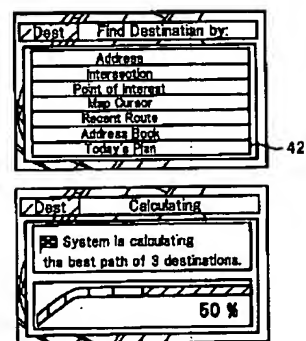 Dest Find Destination by:
Address
Intersection
Point of Interest
Map Cursor
Recent Route
Address Book
Today's Plan
42
Dest Calculating
System is calculating
the best path of 3 destinations.
50 %